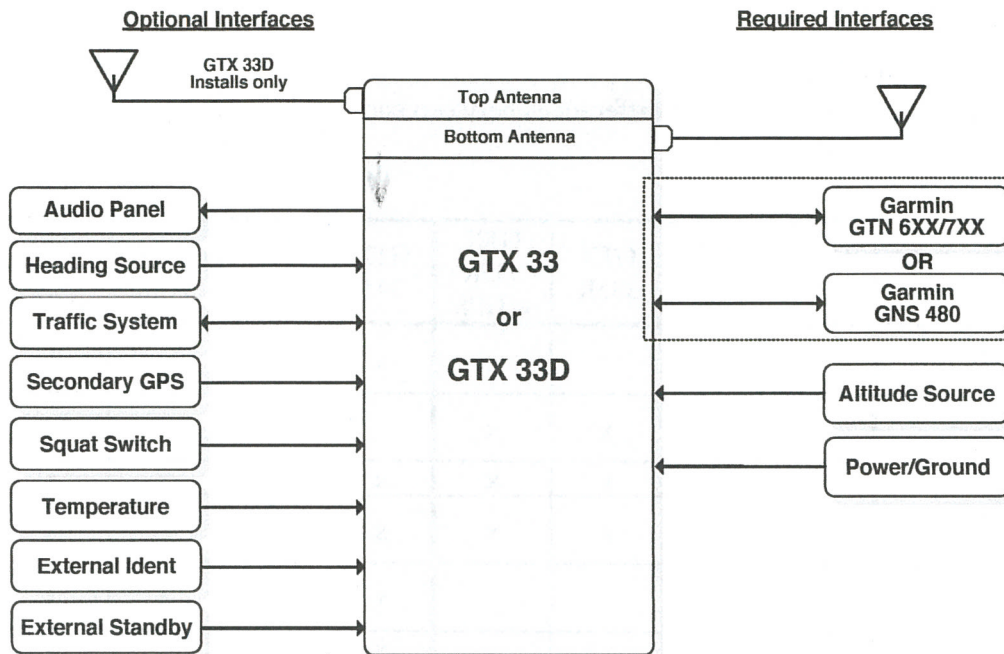 Optional Interfaces
Required Interfaces
GTX 33D
Installs only
Top Antenna
Bottom Antenna
Audio Panel
Heading Source
Traffic System
Secondary GPS
Squat Switch
Temperature
External Ident
External Standby
GTX 33
or
GTX 33D
Garmin
GTN 6XX/7XX
OR
Garmin
GNS 480
Altitude Source
Power/Ground